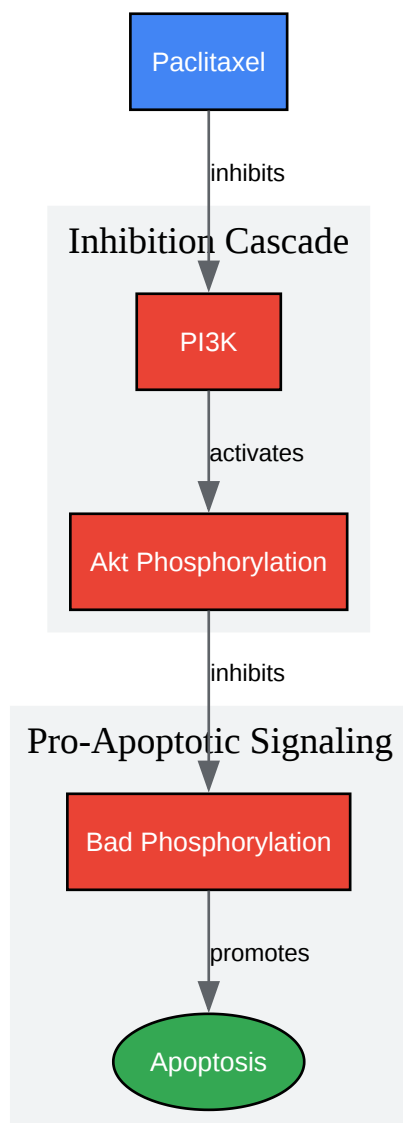 Paclitaxel
inhibits
Inhibition Cascade
PI3K
activates
Akt Phosphorylation
inhibits
Pro-Apoptotic Signaling
Bad Phosphorylation
promotes
Apoptosis